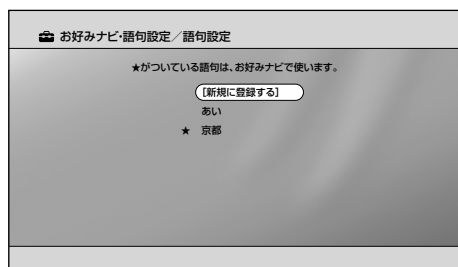 お好みナビ・語句設定／語句設定
★がついている語句は、お好みナビで使います。
[新規に登録する]
あい
★ 京都